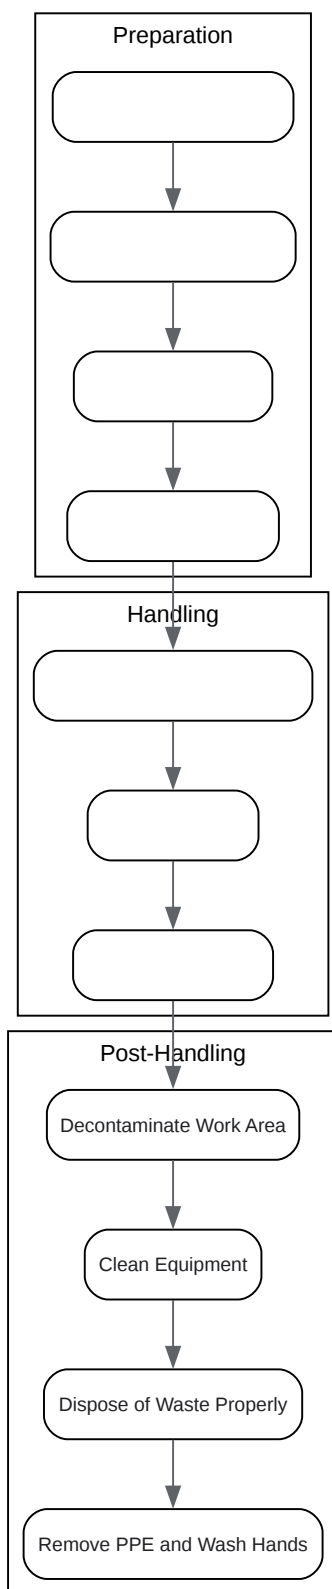 Preparation
Handling
Post-Handling
Decontaminate Work Area
Clean Equipment
Dispose of Waste Properly
Remove PPE and Wash Hands